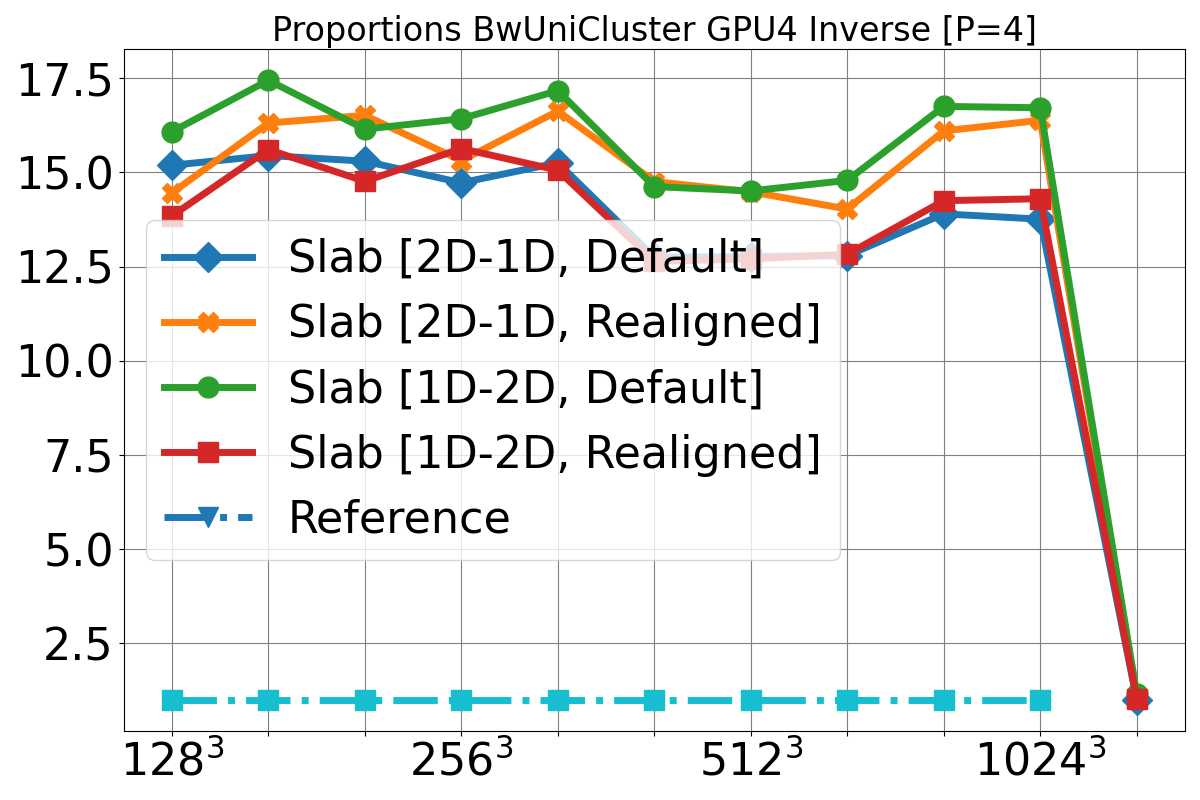 Proportions BwUniCluster GPU4 Inverse [P=4]
17.5
15.0
12.5
10.0
7.5
5.0
2.5
Slab [2D-1D, Default]
Slab [2D-1D, Realigned]
Slab [1D-2D, Default]
Slab [1D-2D, Realigned]
Reference
128³ 256³ 512³ 1024³